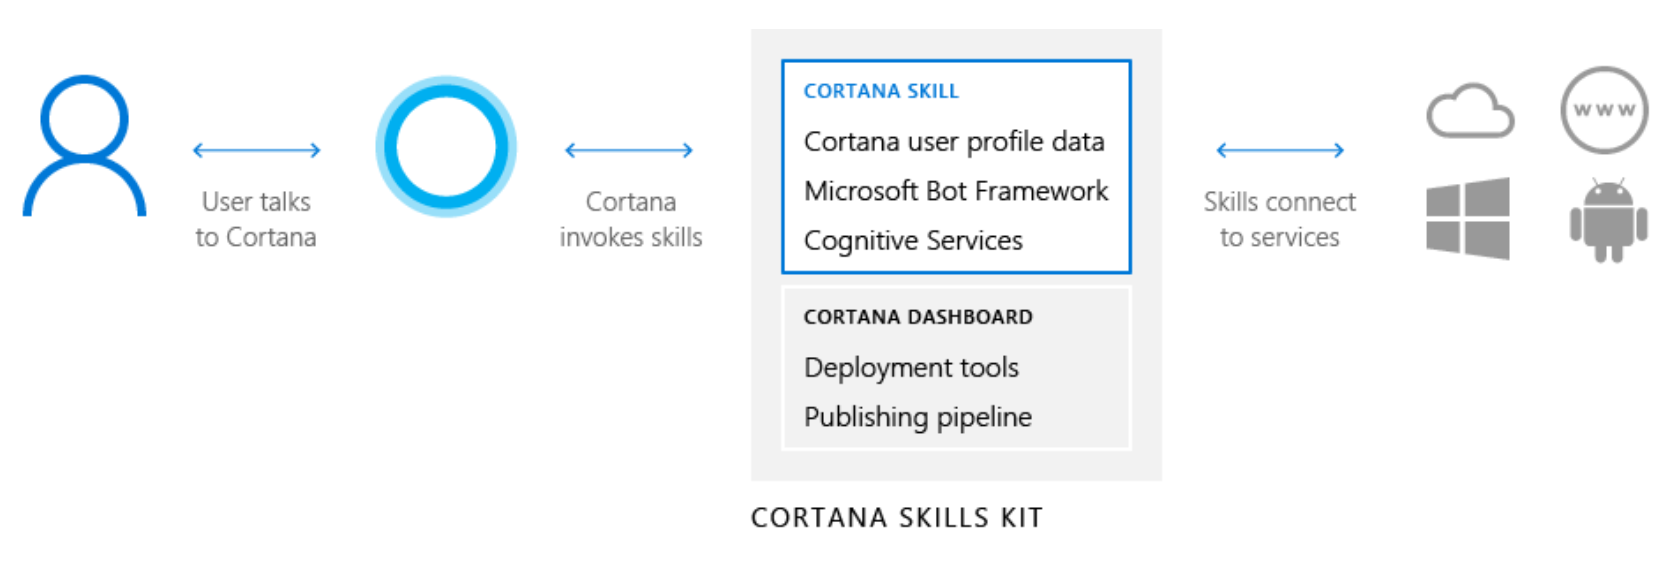 User talks
to Cortana
Cortana
invokes skills
CORTANA SKILL
Cortana user profile data
Microsoft Bot Framework
Cognitive Services
CORTANA DASHBOARD
Deployment tools
Publishing pipeline
CORTANA SKILLS KIT
Skills connect
to services
www